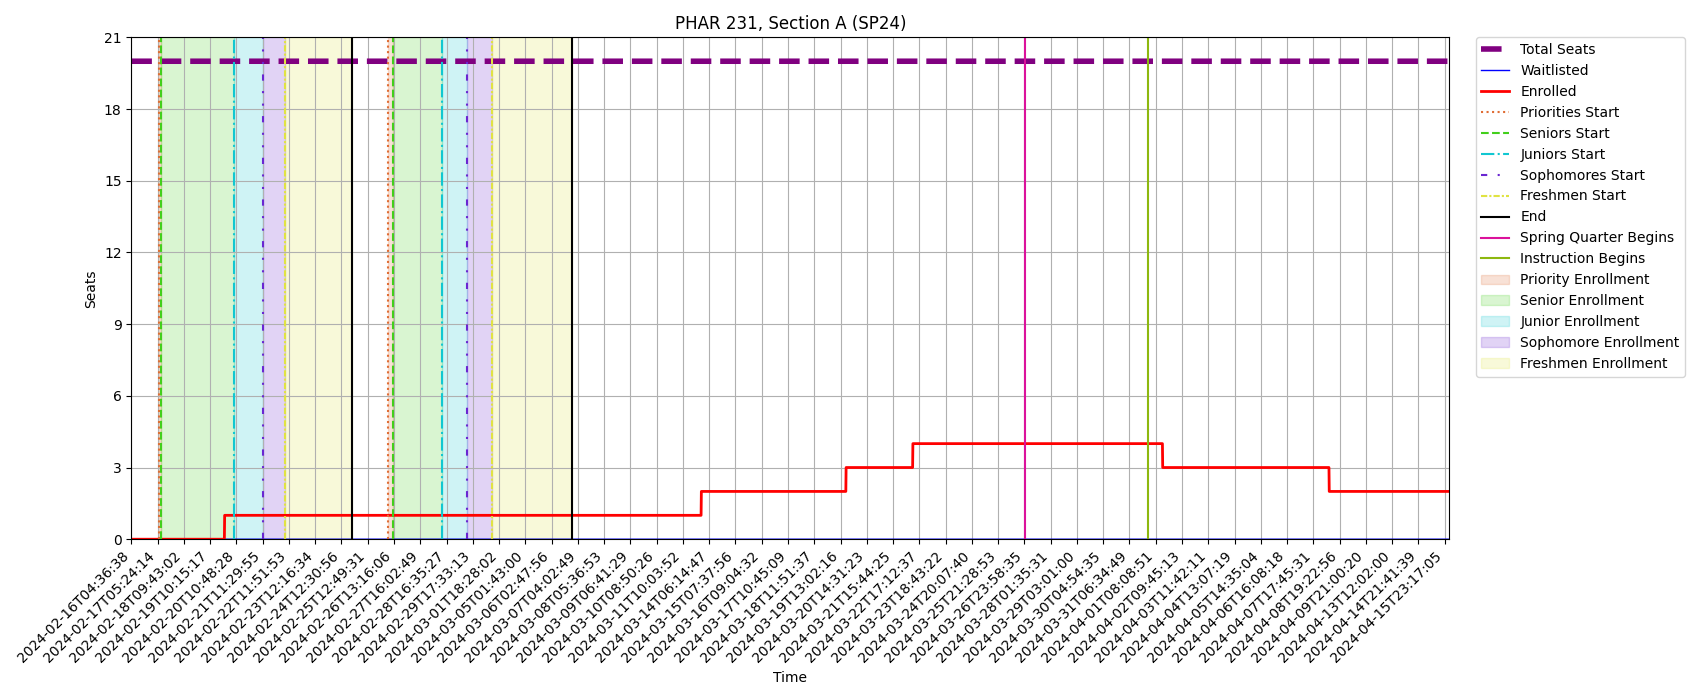 PHAR 231, Section A (SP24)
21
18
15
12
9
6
3
0
Seats
2024-02-16T04:36:38
2024-02-17T05:24:14
2024-02-18T09:43:02
2024-02-19T10:15:17
2024-02-20T10:48:28
2024-02-21T11:29:55
2024-02-22T11:51:53
2024-02-23T12:16:34
2024-02-24T12:30:56
2024-02-25T12:49:31
2024-02-26T13:16:06
2024-02-27T16:02:49
2024-02-28T16:35:27
2024-02-29T17:33:13
2024-03-01T18:28:02
2024-03-05T01:43:00
2024-03-06T02:47:56
2024-03-07T04:02:49
2024-03-08T05:36:53
2024-03-09T06:41:29
2024-03-10T08:50:26
2024-03-11T10:03:52
2024-03-14T06:14:47
2024-03-15T07:37:56
2024-03-16T09:04:32
2024-03-17T10:45:09
2024-03-18T11:51:37
2024-03-19T13:02:16
2024-03-20T14:31:23
2024-03-21T15:44:25
2024-03-22T17:12:37
2024-03-23T18:43:22
2024-03-24T20:07:40
2024-03-25T21:28:53
2024-03-26T23:58:35
2024-03-28T01:35:31
2024-03-29T03:01:00
2024-03-30T04:54:35
2024-03-31T06:34:49
2024-04-01T08:08:51
2024-04-02T09:45:13
2024-04-03T11:42:11
2024-04-04T13:07:19
2024-04-05T14:35:04
2024-04-06T16:08:18
2024-04-07T17:45:31
2024-04-08T19:22:56
2024-04-09T21:00:20
2024-04-13T12:02:00
2024-04-14T21:41:39
2024-04-15T23:17:05
Time
Total Seats
Waitlisted
Enrolled
Priorities Start
Seniors Start
Juniors Start
Sophomores Start
Freshmen Start
End
Spring Quarter Begins
Instruction Begins
Priority Enrollment
Senior Enrollment
Junior Enrollment
Sophomore Enrollment
Freshmen Enrollment